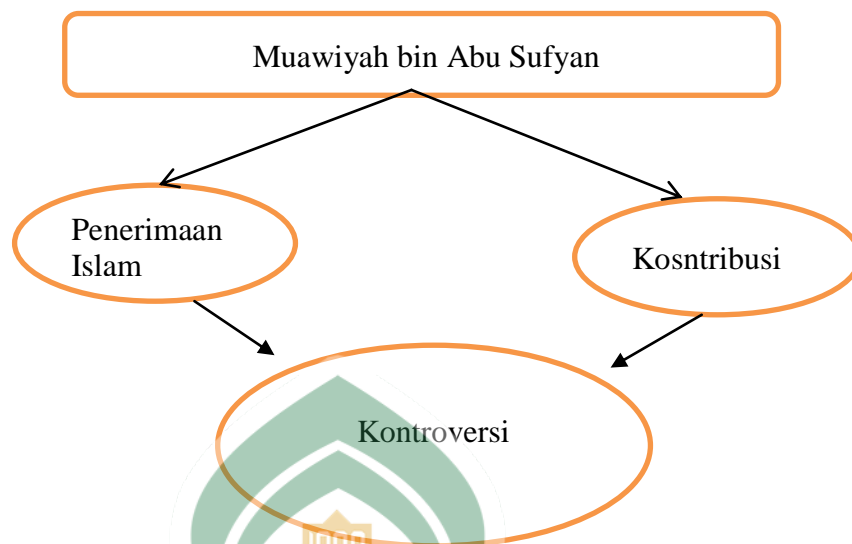 Muawiyah bin Abu Sufyan
Penerimaan
Islam
Kosntribusi
Kontroversi